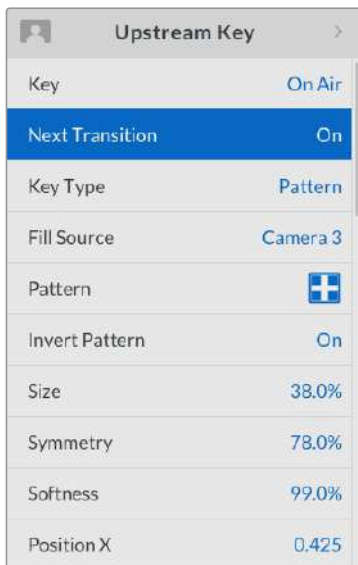 Upstream Key
Key On Air
Next Transition On
Key Type Pattern
Fill Source Camera 3
Pattern
Invert Pattern On
Size 38.0%
Symmetry 78.0%
Softness 99.0%
Position X 0.425